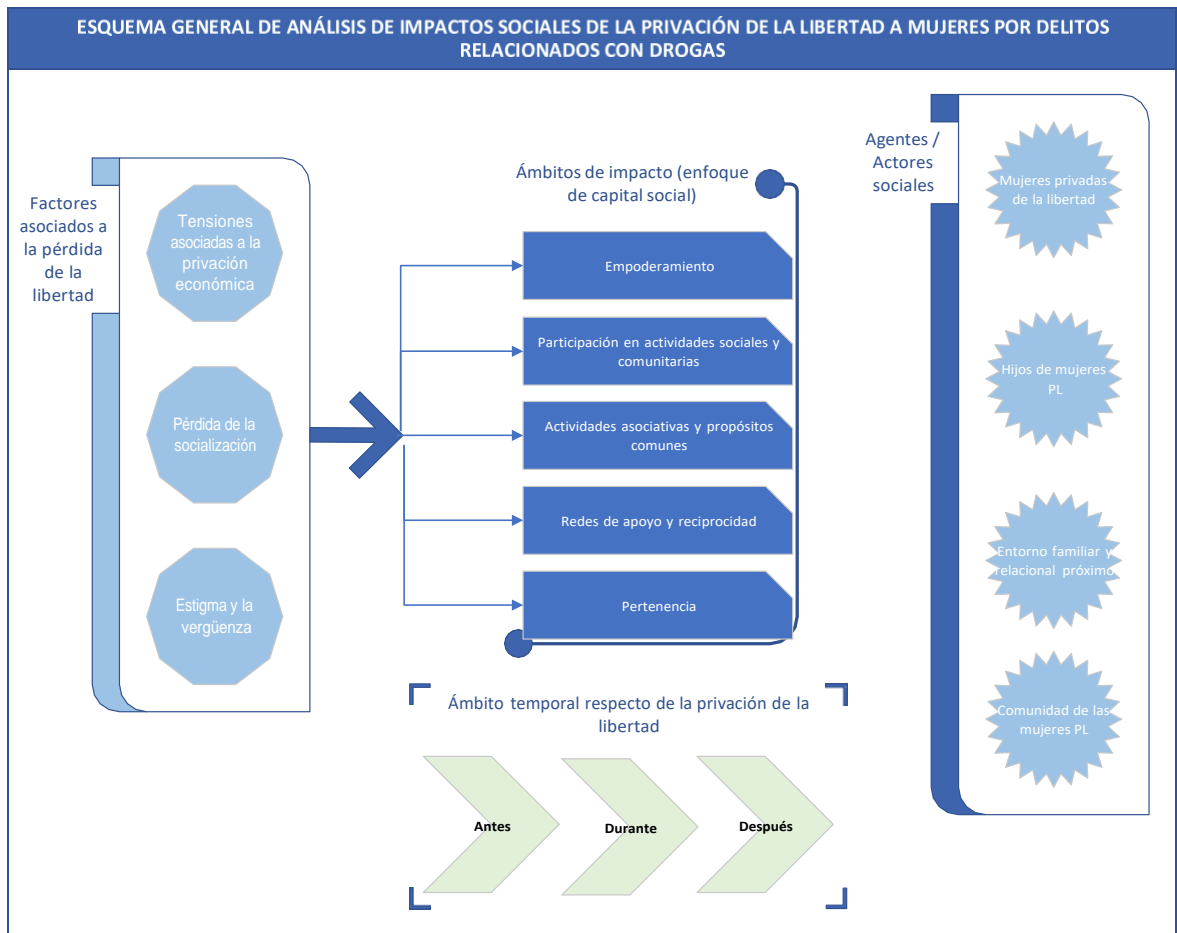 ESQUEMA GENERAL DE ANÁLISIS DE IMPACTOS SOCIALES DE LA PRIVACIÓN DE LA LIBERTAD A MUJERES POR DELITOS
RELACIONADOS CON DROGAS
Factores
asociados a
la pérdida
de la
libertad
Tensiones
asociadas a la
privación
económica
Pérdida de la
socialización
Estigma y la
vergüenza
Ámbitos de impacto (enfoque
de capital social)
Empoderamiento
Participación en actividades sociales y
comunitarias
Actividades asociativas y propósitos
comunes
Redes de apoyo y reciprocidad
Pertenencia
Ámbito temporal respecto de la privación de la
libertad
Antes
Durante
Después
Agentes /
Actores
sociales
Mujeres privadas
de la libertad
Hijos de mujeres
PL
Entorno familiar y
relacional próximo
Comunidad de las
mujeres PL